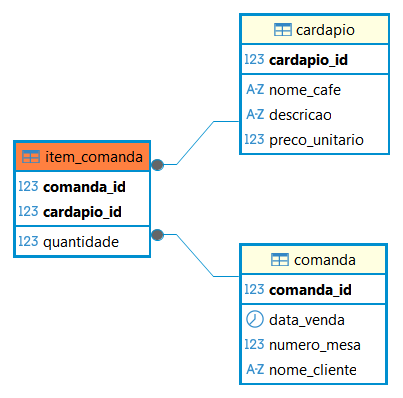 cardapio
123 cardapio_id
A-Z nome_cafe
A-Z descricao
123 preco_unitario
item_comanda
123 comanda_id
123 cardapio_id
123 quantidade
comanda
123 comanda_id
data_venda
123 numero_mesa
A-Z nome_cliente